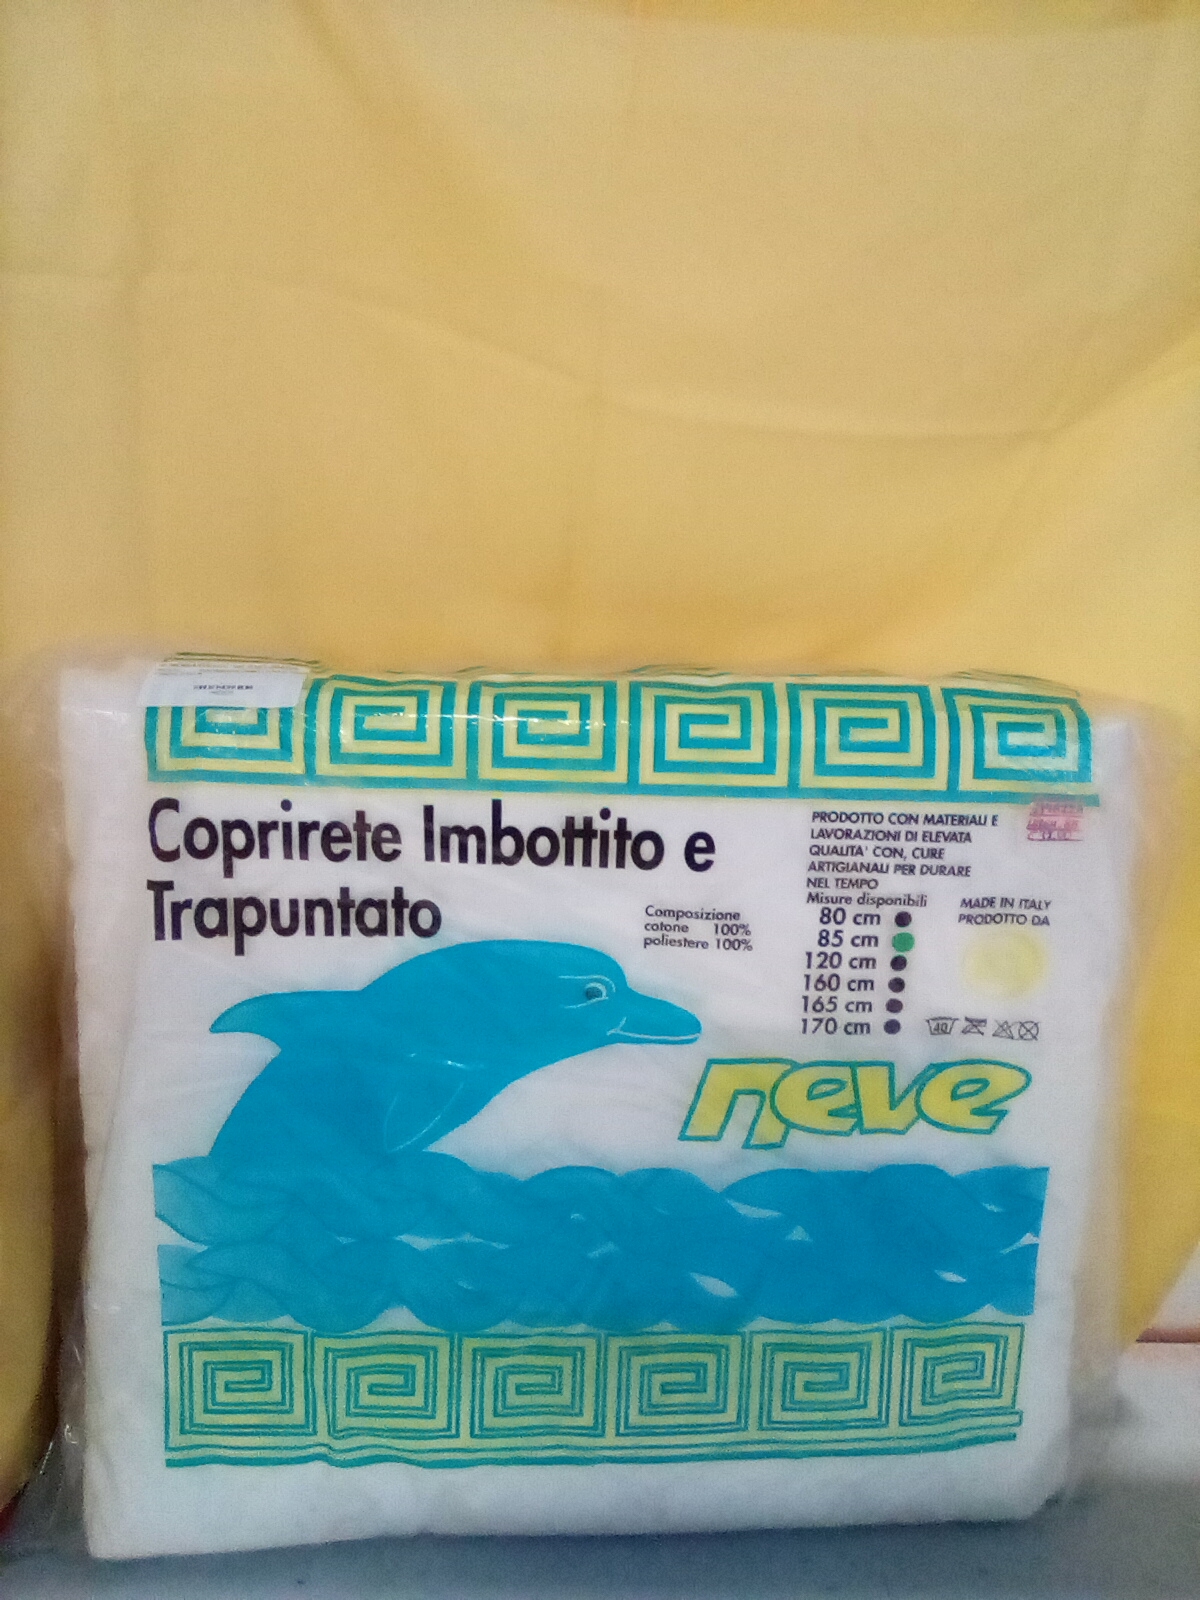 Coprirete Imbottito e
Trapuntato
Composizione
cotone 100%
poliestere 100%
PRODOTTO CON MATERIALI E
LAVORAZIONI DI ELEVATA
QUALITA' CON, CURE
ARTIGIANALI PER DURARE
NEL TEMPO
Misure disponibili
80 cm
85 cm
120 cm
160 cm
165 cm
170 cm
MADE IN ITALY
PRODOTTO DA
40
neve